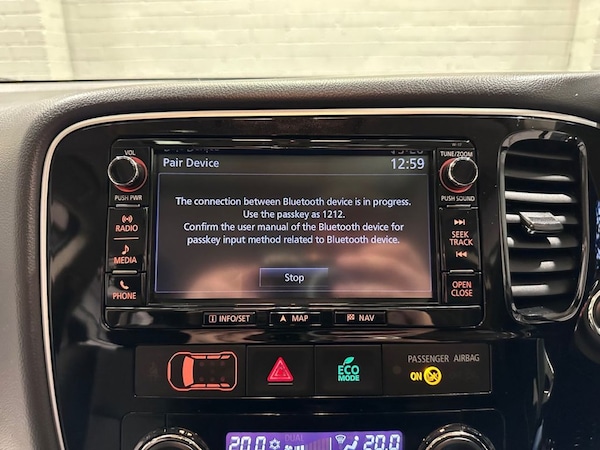 VOL
TUNE/ZOOM
Pair Device
12:59
PUSH PWR
PUSH SOUND
The connection between Bluetooth device is in progress.
Use the passkey as 1212.
Confirm the user manual of the Bluetooth device for
passkey input method related to Bluetooth device.
RADIO
SEEK
TRACK
MEDIA
Stop
PHONE
OPEN
CLOSE
INFO/SET
MAP
NAV
PASSENGER AIRBAG
ECO
MODE
ON
DUAL
20.0
20.0